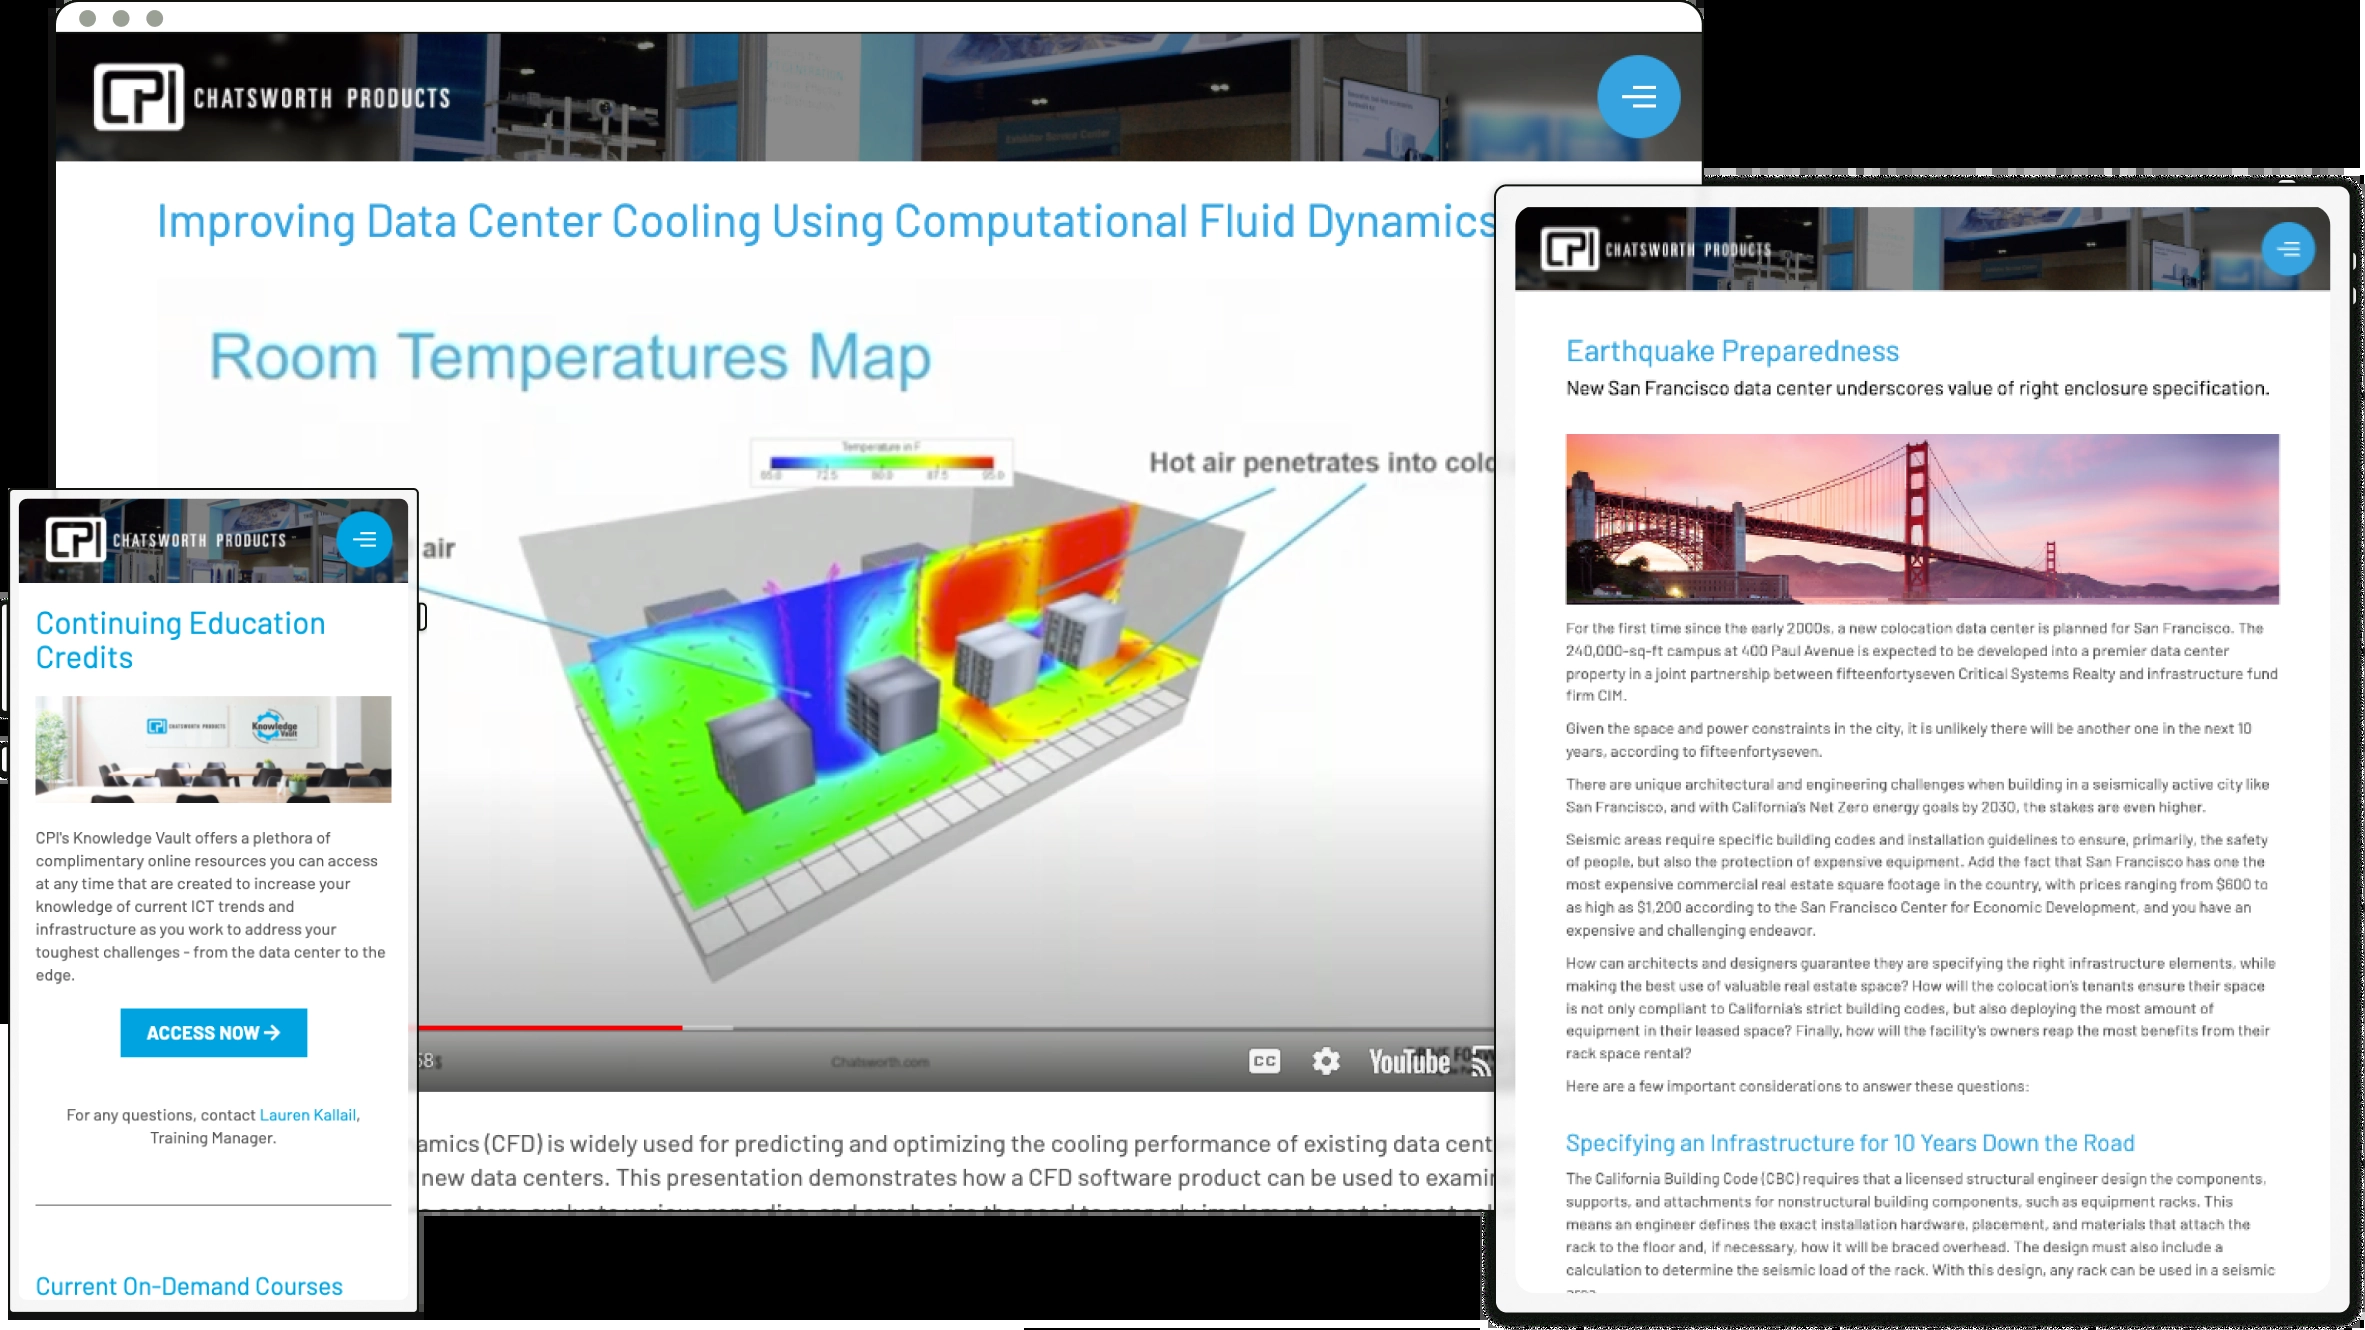 CPI CHATSWORTH PRODUCTS
Improving Data Center Cooling Using Computational Fluid Dynamics
Room Temperatures Map
Temperature in F
65.0 72.5 80.0 87.5 95.0
Hot air penetrates into cold
air
58s
Chatsworth.com
CC
YouTube
amics (CFD) is widely used for predicting and optimizing the cooling performance of existing data cent
new data centers. This presentation demonstrates how a CFD software product can be used to examin
CPI CHATSWORTH PRODUCTS
Continuing Education
Credits
CPI CHATSWORTH PRODUCTS
Knowledge
Vault
CPI's Knowledge Vault offers a plethora of
complimentary online resources you can access
at any time that are created to increase your
knowledge of current ICT trends and
infrastructure as you work to address your
toughest challenges - from the data center to the
edge.
ACCESS NOW →
For any questions, contact Lauren Kallail,
Training Manager.
Current On-Demand Courses
CPI CHATSWORTH PRODUCTS
Earthquake Preparedness
New San Francisco data center underscores value of right enclosure specification.
For the first time since the early 2000s, a new colocation data center is planned for San Francisco. The
240,000-sq-ft campus at 400 Paul Avenue is expected to be developed into a premier data center
property in a joint partnership between fifteenfortyseven Critical Systems Realty and infrastructure fund
firm CIM.
Given the space and power constraints in the city, it is unlikely there will be another one in the next 10
years, according to fifteenfortyseven.
There are unique architectural and engineering challenges when building in a seismically active city like
San Francisco, and with California's Net Zero energy goals by 2030, the stakes are even higher.
Seismic areas require specific building codes and installation guidelines to ensure, primarily, the safety
of people, but also the protection of expensive equipment. Add the fact that San Francisco has one the
most expensive commercial real estate square footage in the country, with prices ranging from $600 to
as high as $1,200 according to the San Francisco Center for Economic Development, and you have an
expensive and challenging endeavor.
How can architects and designers guarantee they are specifying the right infrastructure elements, while
making the best use of valuable real estate space? How will the colocation's tenants ensure their space
is not only compliant to California's strict building codes, but also deploying the most amount of
equipment in their leased space? Finally, how will the facility's owners reap the most benefits from their
rack space rental?
Here are a few important considerations to answer these questions:
Specifying an Infrastructure for 10 Years Down the Road
The California Building Code (CBC) requires that a licensed structural engineer design the components,
supports, and attachments for nonstructural building components, such as equipment racks. This
means an engineer defines the exact installation hardware, placement, and materials that attach the
rack to the floor and, if necessary, how it will be braced overhead. The design must also include a
calculation to determine the seismic load of the rack. With this design, any rack can be used in a seismic